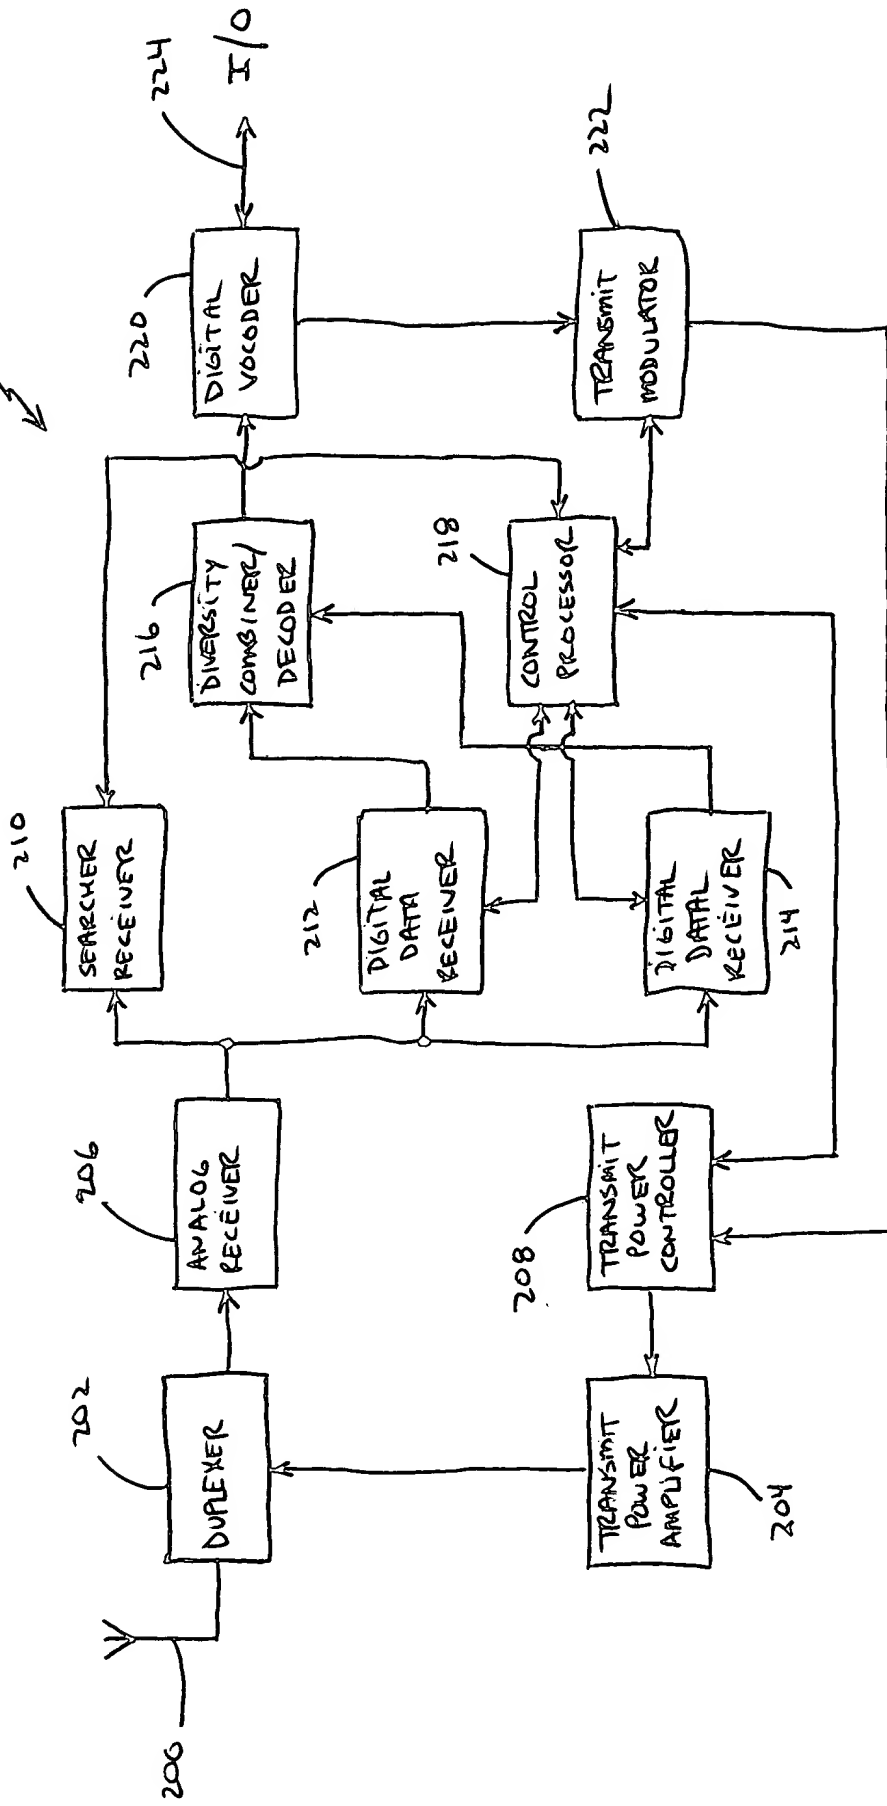 224
I/O
220
DIGITAL
VOCODER
222
TRANSMIT
MODULATOR
216
DIVERSITY
COMBINER/
DECODER
218
CONTROL
PROCESSOR
210
SEARCHER
RECEIVER
212
DIGITAL
DATA
RECEIVER
DIGITAL
DATAL
RECEIVER
214
206
ANALOG
RECEIVER
208
TRANSMIT
POWER
CONTROLLER
202
DUPLEXER
TRANSMIT
POWER
AMPLIFIER
204
200